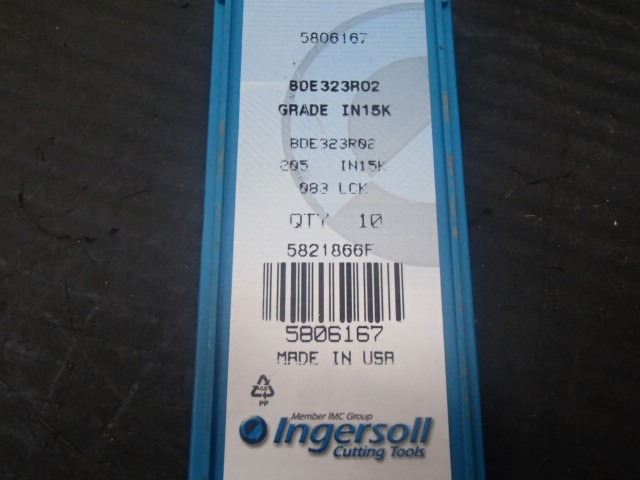 5806167
BDE323R02
GRADE IN15K
BDE323R02
205 IN15K
083 LCK
QTY 10
5821866F
5806167
MADE IN USA
PP
Member IMC Group
Ingersoll
Cutting Tools